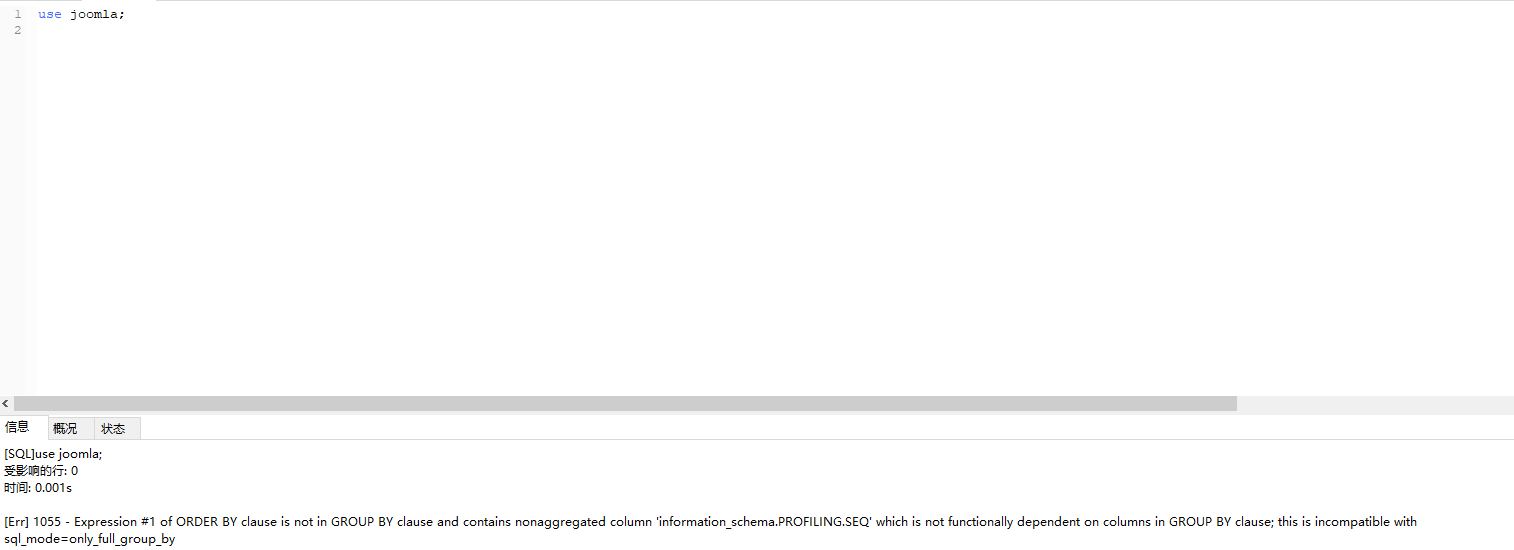 1 use joomla;
2
<
信息 概况 状态
[SQL]use joomla;
受影响的行: 0
时间: 0.001s
[Err] 1055 - Expression #1 of ORDER BY clause is not in GROUP BY clause and contains nonaggregated column 'information_schema.PROFILING.SEQ' which is not functionally dependent on columns in GROUP BY clause; this is incompatible with
sql_mode=only_full_group_by